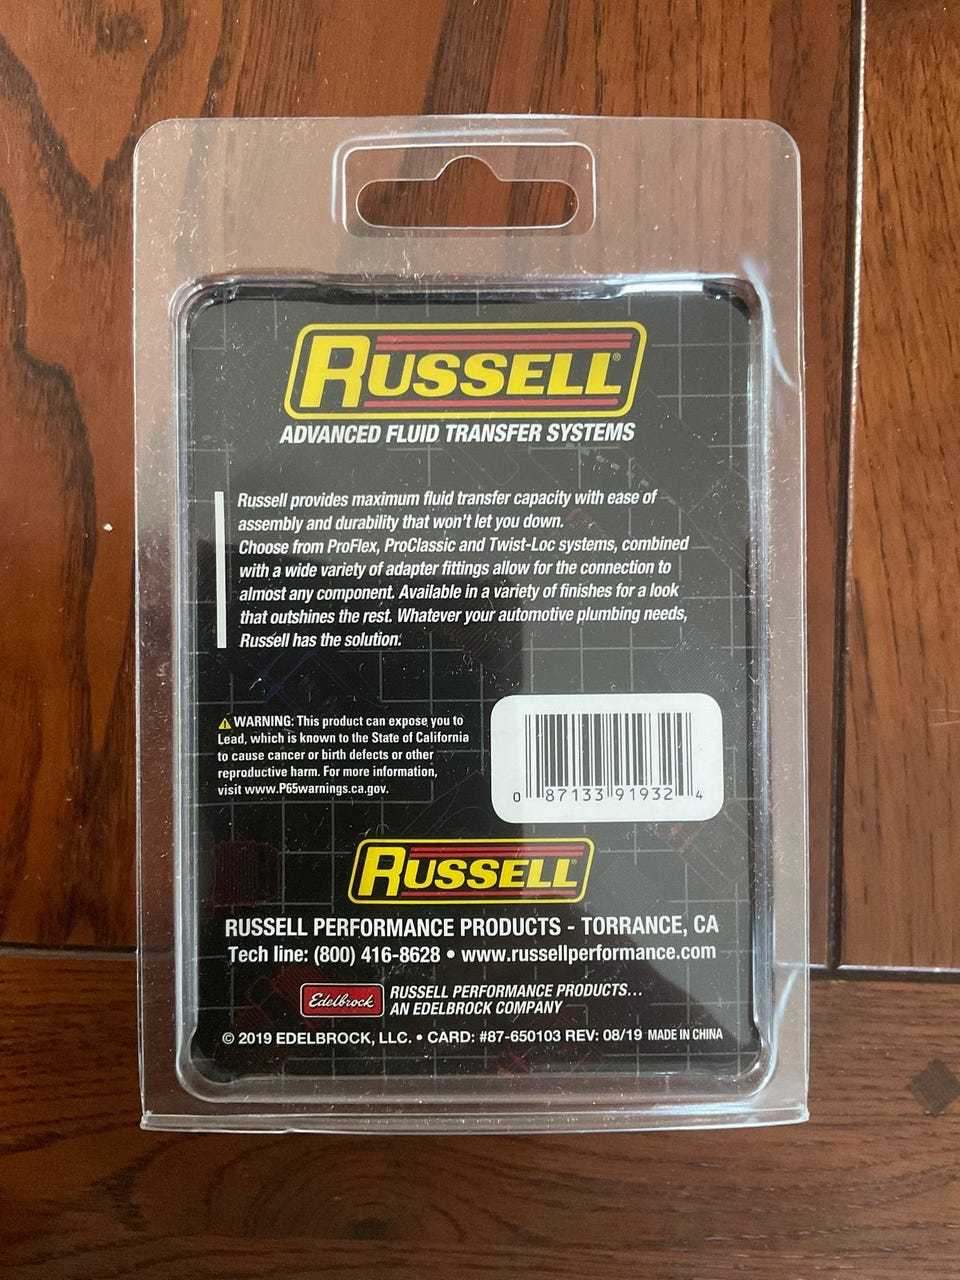 RUSSELL®
ADVANCED FLUID TRANSFER SYSTEMS
Russell provides maximum fluid transfer capacity with ease of
assembly and durability that won't let you down.
Choose from ProFlex, ProClassic and Twist-Loc systems, combined
with a wide variety of adapter fittings allow for the connection to
almost any component. Available in a variety of finishes for a look
that outshines the rest. Whatever your automotive plumbing needs,
Russell has the solution.
WARNING: This product can expose you to
Lead, which is known to the State of California
to cause cancer or birth defects or other
reproductive harm. For more information,
visit www.P65warnings.ca.gov.
0 87133 91932 4
RUSSELL
RUSSELL PERFORMANCE PRODUCTS - TORRANCE, CA
Tech line: (800) 416-8628 • www.russellperformance.com
Edelbrock
RUSSELL PERFORMANCE PRODUCTS...
AN EDELBROCK COMPANY
© 2019 EDELBROCK, LLC. • CARD: #87-650103 REV: 08/19 MADE IN CHINA